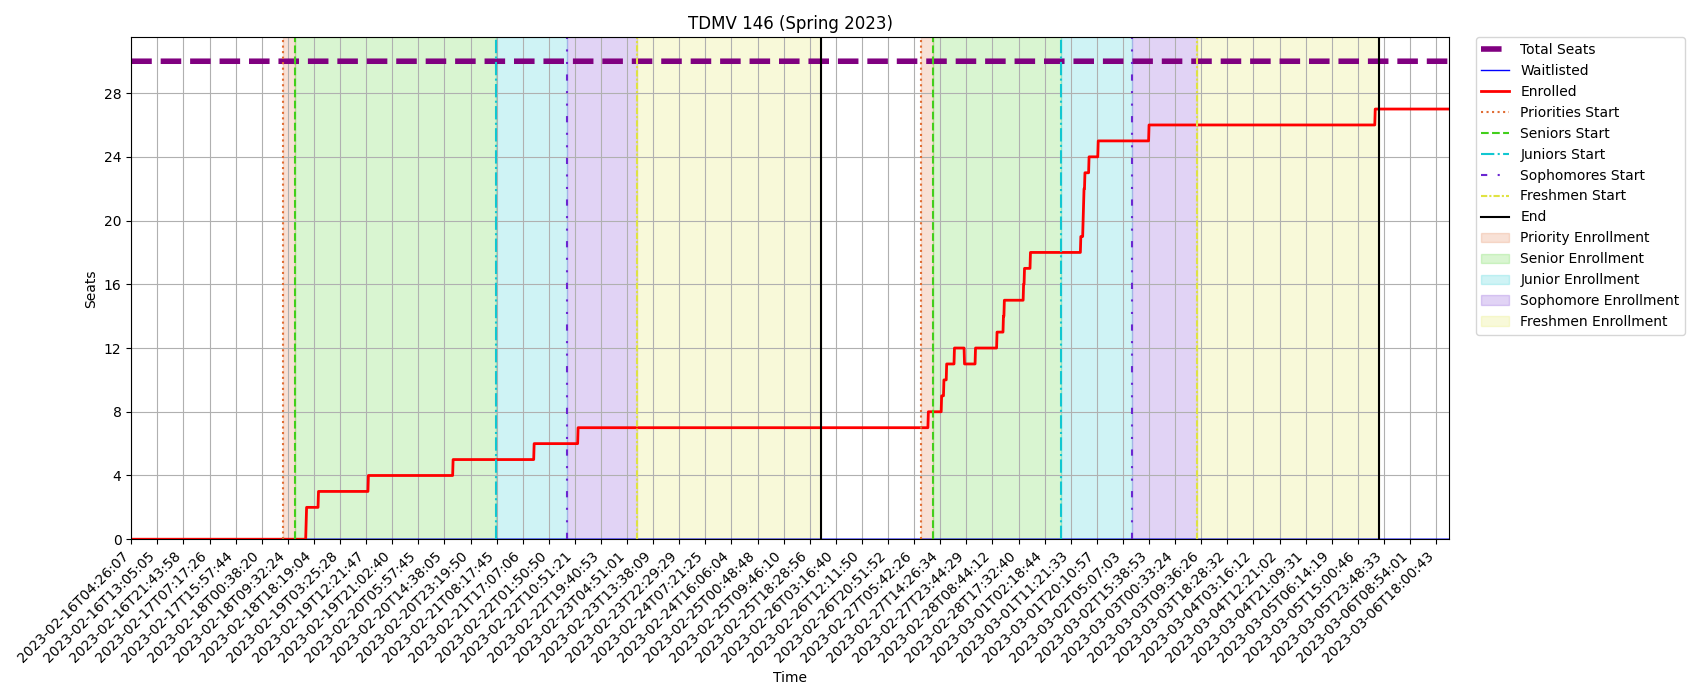 TDMV 146 (Spring 2023)
Seats
28
24
20
16
12
8
4
0
2023-02-16T04:26:07
2023-02-16T13:05:05
2023-02-16T21:43:58
2023-02-17T07:17:26
2023-02-17T15:57:44
2023-02-18T00:38:20
2023-02-18T09:32:24
2023-02-18T18:19:04
2023-02-19T03:25:28
2023-02-19T12:21:47
2023-02-19T21:02:40
2023-02-20T05:57:45
2023-02-20T14:38:05
2023-02-20T23:19:50
2023-02-21T08:17:45
2023-02-21T17:07:06
2023-02-22T01:50:50
2023-02-22T10:51:21
2023-02-22T19:40:53
2023-02-23T04:51:01
2023-02-23T13:38:09
2023-02-23T22:29:29
2023-02-24T07:21:25
2023-02-24T16:06:04
2023-02-25T00:48:48
2023-02-25T09:46:10
2023-02-25T18:28:56
2023-02-26T03:16:40
2023-02-26T12:11:50
2023-02-26T20:51:52
2023-02-27T05:42:26
2023-02-27T14:26:34
2023-02-27T23:44:29
2023-02-28T08:44:12
2023-02-28T17:32:40
2023-03-01T02:18:44
2023-03-01T11:21:33
2023-03-01T20:10:57
2023-03-02T05:07:03
2023-03-02T15:38:53
2023-03-03T00:33:24
2023-03-03T09:36:26
2023-03-03T18:28:32
2023-03-04T03:16:12
2023-03-04T12:21:02
2023-03-04T21:09:31
2023-03-05T06:14:19
2023-03-05T15:00:46
2023-03-05T23:48:33
2023-03-06T08:54:01
2023-03-06T18:00:43
Time
Total Seats
Waitlisted
Enrolled
Priorities Start
Seniors Start
Juniors Start
Sophomores Start
Freshmen Start
End
Priority Enrollment
Senior Enrollment
Junior Enrollment
Sophomore Enrollment
Freshmen Enrollment